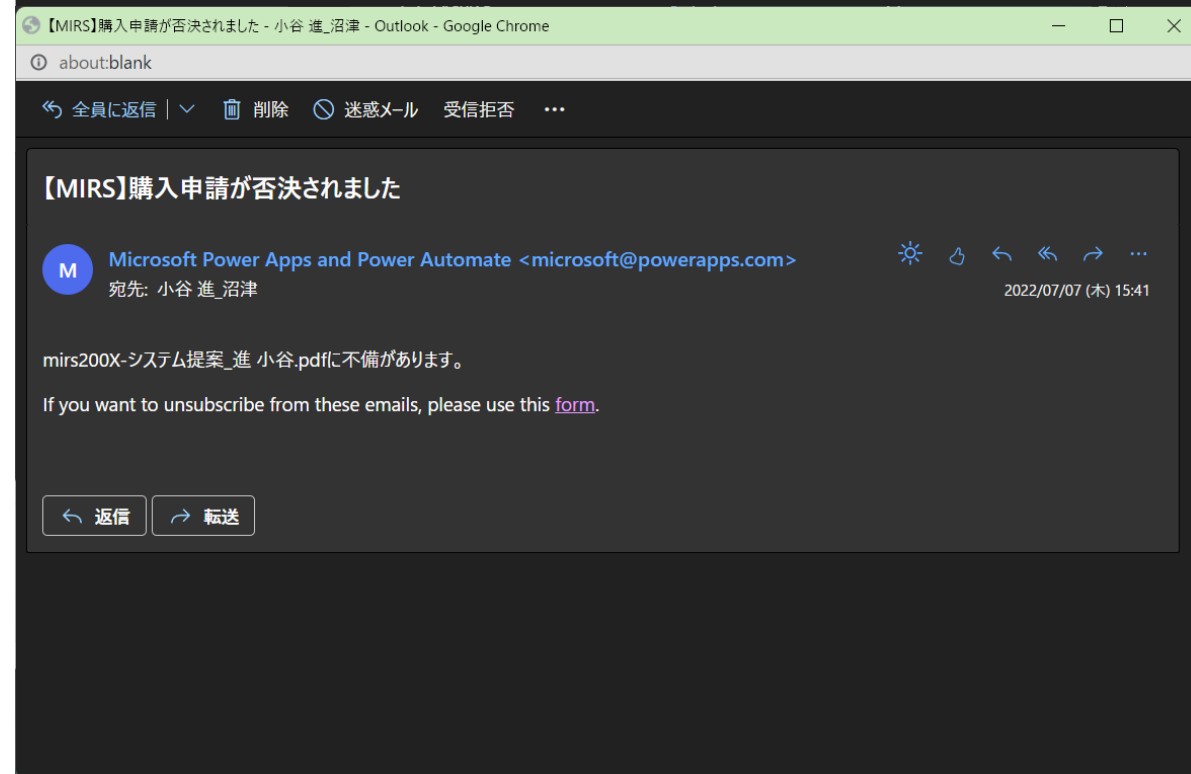 【MIRS】購入申請が否決されました - 小谷 進_沼津 - Outlook - Google Chrome
about:blank
全員に返信 削除 迷惑メール 受信拒否 …
【MIRS】購入申請が否決されました
M
Microsoft Power Apps and Power Automate <microsoft@powerapps.com>
宛先: 小谷 進_沼津
2022/07/07 (木) 15:41
mirs200X-システム提案_進 小谷.pdfに不備があります。
If you want to unsubscribe from these emails, please use this form.
返信 転送